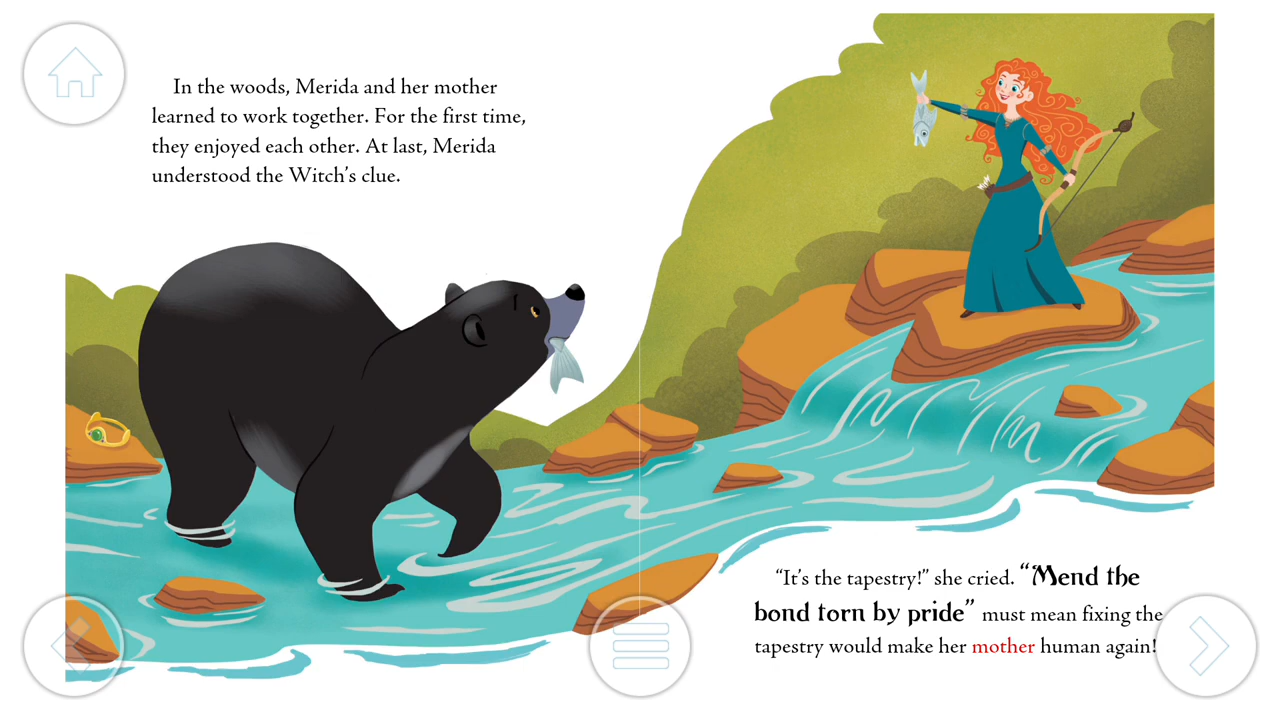 In the woods, Merida and her mother
learned to work together. For the first time,
they enjoyed each other. At last, Merida
understood the Witch’s clue.
“It’s the tapestry!” she cried. “Mend the
bond torn by pride” must mean fixing the
tapestry would make her mother human again!